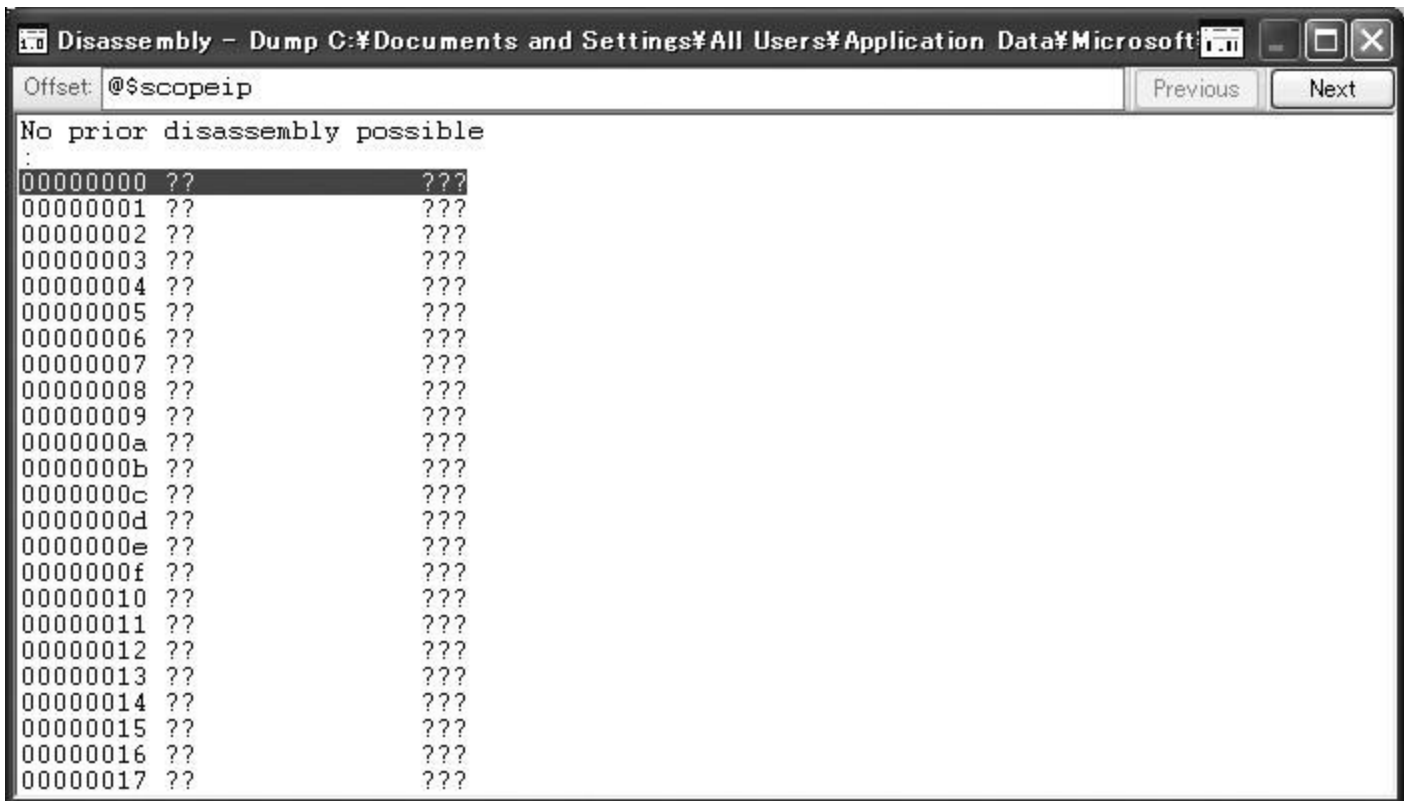 Disassembly - Dump C:¥Documents and Settings¥All Users¥Application Data¥Microsoft
Offset: @$scopeip Previous Next
No prior disassembly possible
:
00000000 ?? ???
00000001 ?? ???
00000002 ?? ???
00000003 ?? ???
00000004 ?? ???
00000005 ?? ???
00000006 ?? ???
00000007 ?? ???
00000008 ?? ???
00000009 ?? ???
0000000a ?? ???
0000000b ?? ???
0000000c ?? ???
0000000d ?? ???
0000000e ?? ???
0000000f ?? ???
00000010 ?? ???
00000011 ?? ???
00000012 ?? ???
00000013 ?? ???
00000014 ?? ???
00000015 ?? ???
00000016 ?? ???
00000017 ?? ???